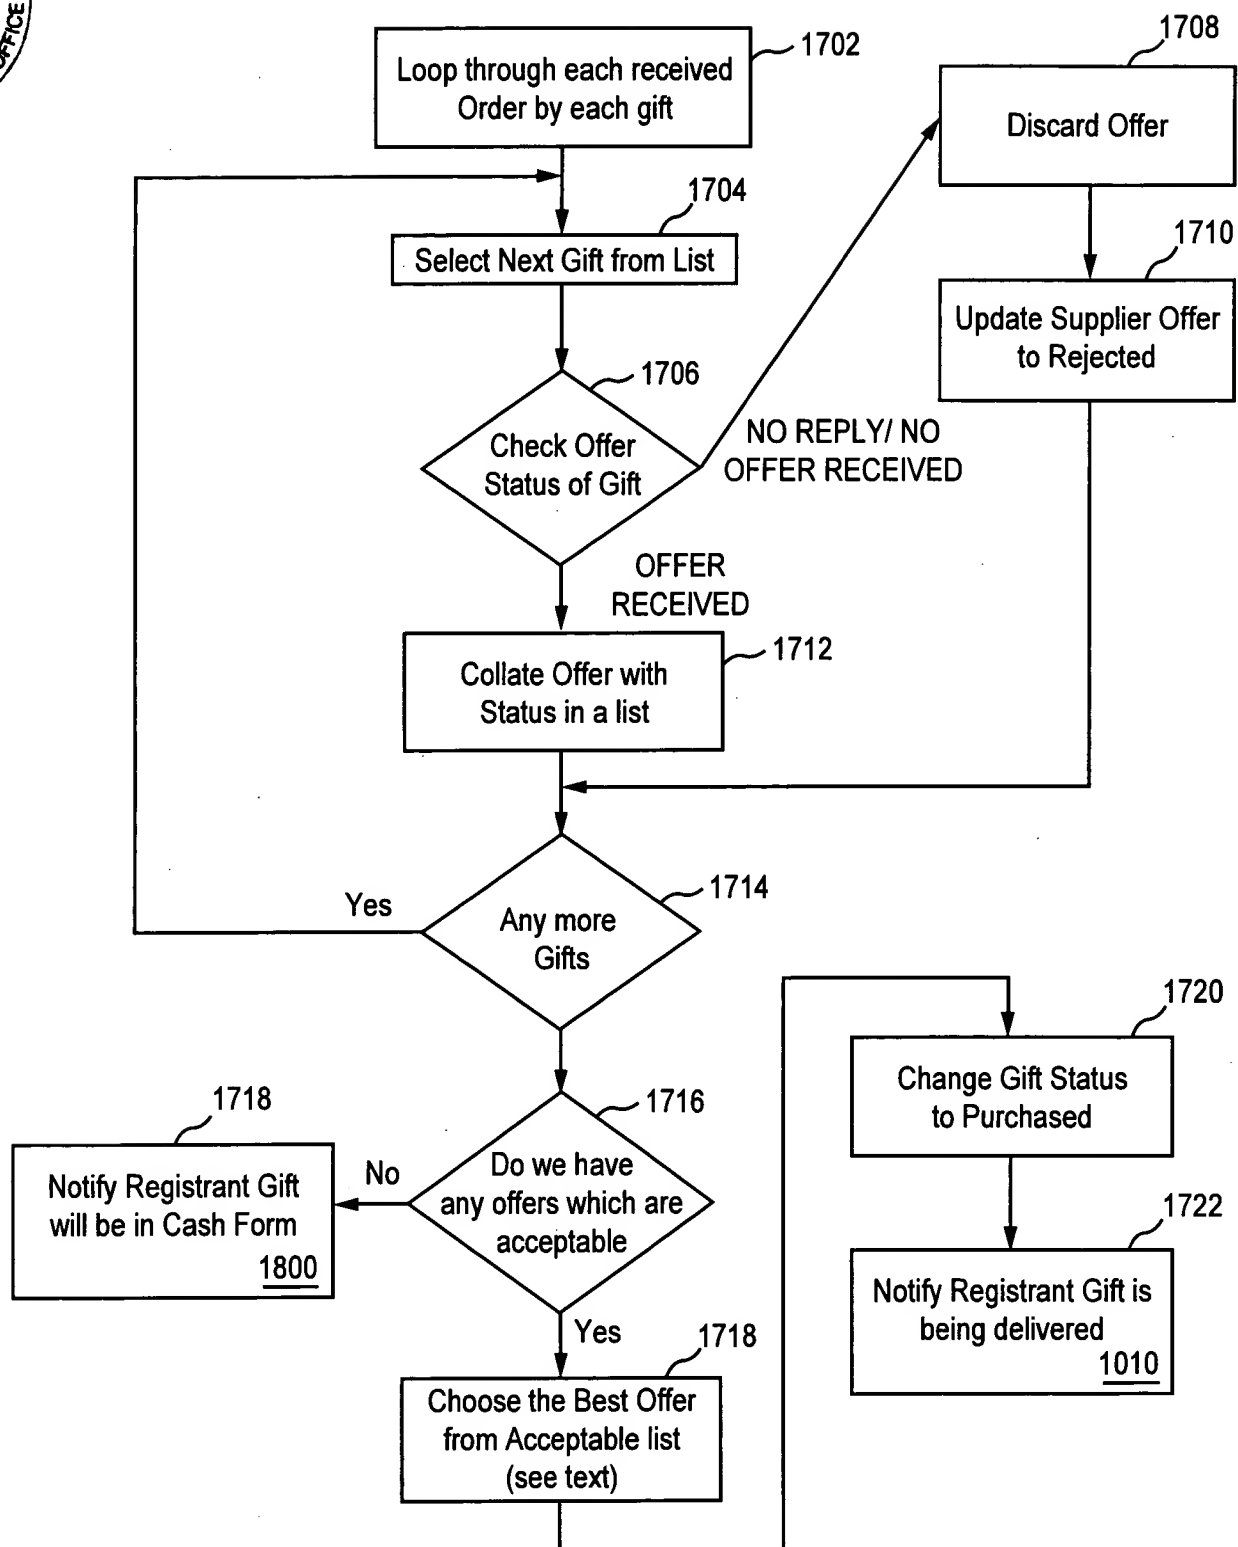 OFFICE
1702
Loop through each received
Order by each gift
1708
Discard Offer
1704
Select Next Gift from List
1710
Update Supplier Offer
to Rejected
1706
Check Offer
Status of Gift
NO REPLY/ NO
OFFER RECEIVED
OFFER
RECEIVED
1712
Collate Offer with
Status in a list
1714
Yes
Any more
Gifts
1720
Change Gift Status
to Purchased
1718
Notify Registrant Gift
will be in Cash Form
1800
No
1716
Do we have
any offers which are
acceptable
1722
Notify Registrant Gift is
being delivered
1010
Yes
1718
Choose the Best Offer
from Acceptable list
(see text)